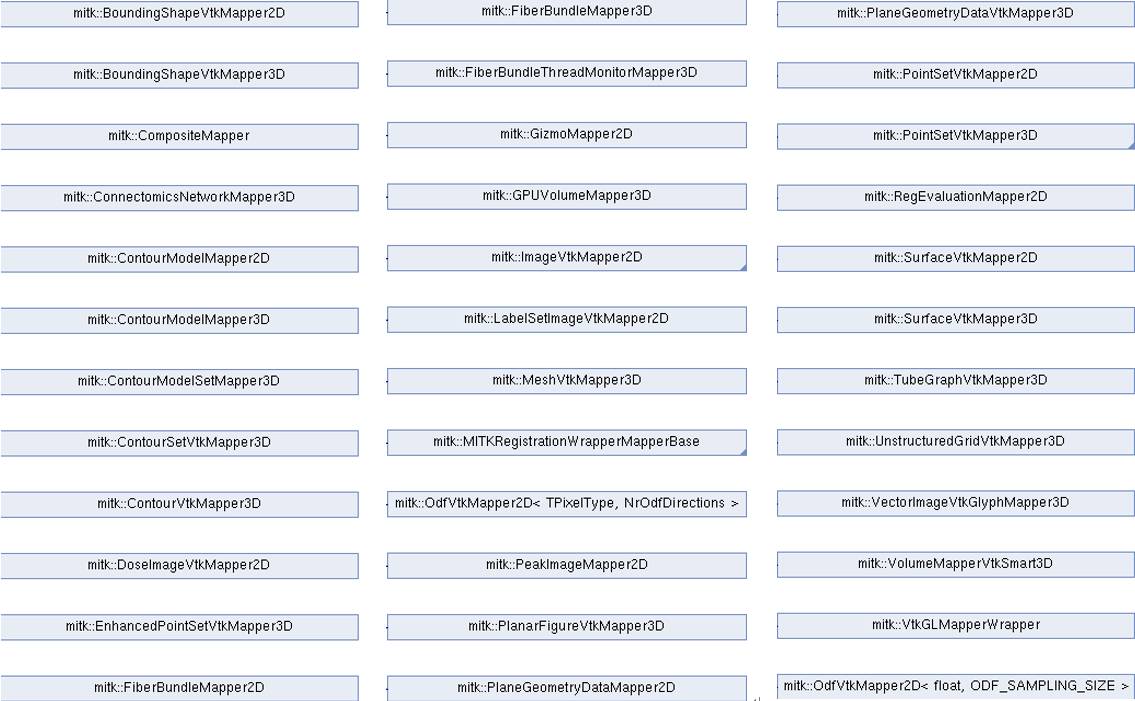 mitk::BoundingShapeVtkMapper2D
mitk::BoundingShapeVtkMapper3D
mitk::CompositeMapper
mitk::ConnectomicsNetworkMapper3D
mitk::ContourModelMapper2D
mitk::ContourModelMapper3D
mitk::ContourModelSetMapper3D
mitk::ContourSetVtkMapper3D
mitk::ContourVtkMapper3D
mitk::DoseImageVtkMapper2D
mitk::EnhancedPointSetVtkMapper3D
mitk::FiberBundleMapper2D
mitk::FiberBundleMapper3D
mitk::FiberBundleThreadMonitorMapper3D
mitk::GizmoMapper2D
mitk::GPUVolumeMapper3D
mitk::ImageVtkMapper2D
mitk::LabelSetImageVtkMapper2D
mitk::MeshVtkMapper3D
mitk::MITKRegistrationWrapperMapperBase
mitk::OdfVtkMapper2D< TPixelType, NrOdfDirections >
mitk::PeakImageMapper2D
mitk::PlanarFigureVtkMapper3D
mitk::PlaneGeometryDataMapper2D
mitk::PlaneGeometryDataVtkMapper3D
mitk::PointSetVtkMapper2D
mitk::PointSetVtkMapper3D
mitk::RegEvaluationMapper2D
mitk::SurfaceVtkMapper2D
mitk::SurfaceVtkMapper3D
mitk::TubeGraphVtkMapper3D
mitk::UnstructuredGridVtkMapper3D
mitk::VectorImageVtkGlyphMapper3D
mitk::VolumeMapperVtkSmart3D
mitk::VtkGLMapperWrapper
mitk::OdfVtkMapper2D< float, ODF_SAMPLING_SIZE >